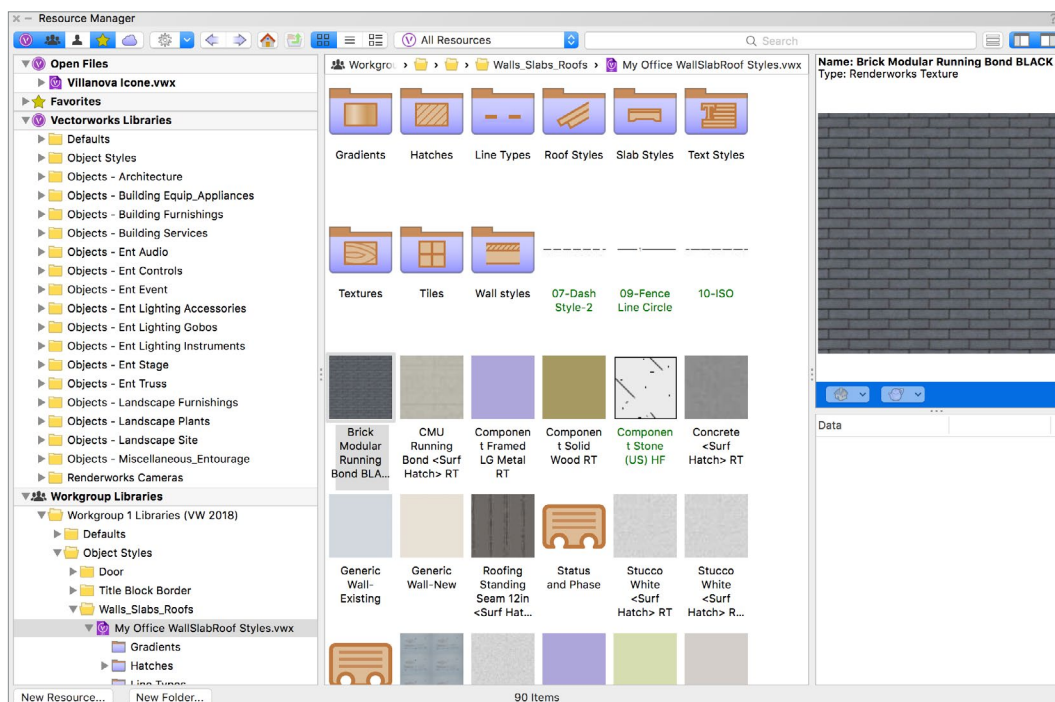 Resource Manager
All Resources
Search
Open Files
Villanova Icone.vwx
Favorites
Vectorworks Libraries
Defaults
Object Styles
Objects - Architecture
Objects - Building Equip_Appliances
Objects - Building Furnishings
Objects - Building Services
Objects - Ent Audio
Objects - Ent Controls
Objects - Ent Event
Objects - Ent Lighting Accessories
Objects - Ent Lighting Gobos
Objects - Ent Lighting Instruments
Objects - Ent Stage
Objects - Ent Truss
Objects - Landscape Furnishings
Objects - Landscape Plants
Objects - Landscape Site
Objects - Miscellaneous_Entourage
Renderworks Cameras
Workgroup Libraries
Workgroup 1 Libraries (VW 2018)
Defaults
Object Styles
Door
Title Block Border
Walls_Slabs_Roofs
My Office WallSlabRoof Styles.vwx
Gradients
Hatches
Line Types
New Resource... New Folder...
Workgrou › › › Walls_Slabs_Roofs › My Office WallSlabRoof Styles.vwx
Gradients Hatches Line Types Roof Styles Slab Styles Text Styles
Textures Tiles Wall styles 07-Dash 09-Fence 10-ISO
Style-2 Line Circle
Brick CMU Componen Componen Componen Concrete
Modular Running t Framed t Solid t Stone <Surf
Running Bond <Surf LG Metal Wood RT (US) HF Hatch> RT
Bond BLA... Hatch> RT RT
Generic Generic Roofing Status Stucco Stucco
Wall- Wall-New Standing and Phase White White
Existing Seam 12in <Surf <Surf
<Surf Hat... Hatch> RT Hatch> R...
90 Items
Name: Brick Modular Running Bond BLACK
Type: Renderworks Texture
Data